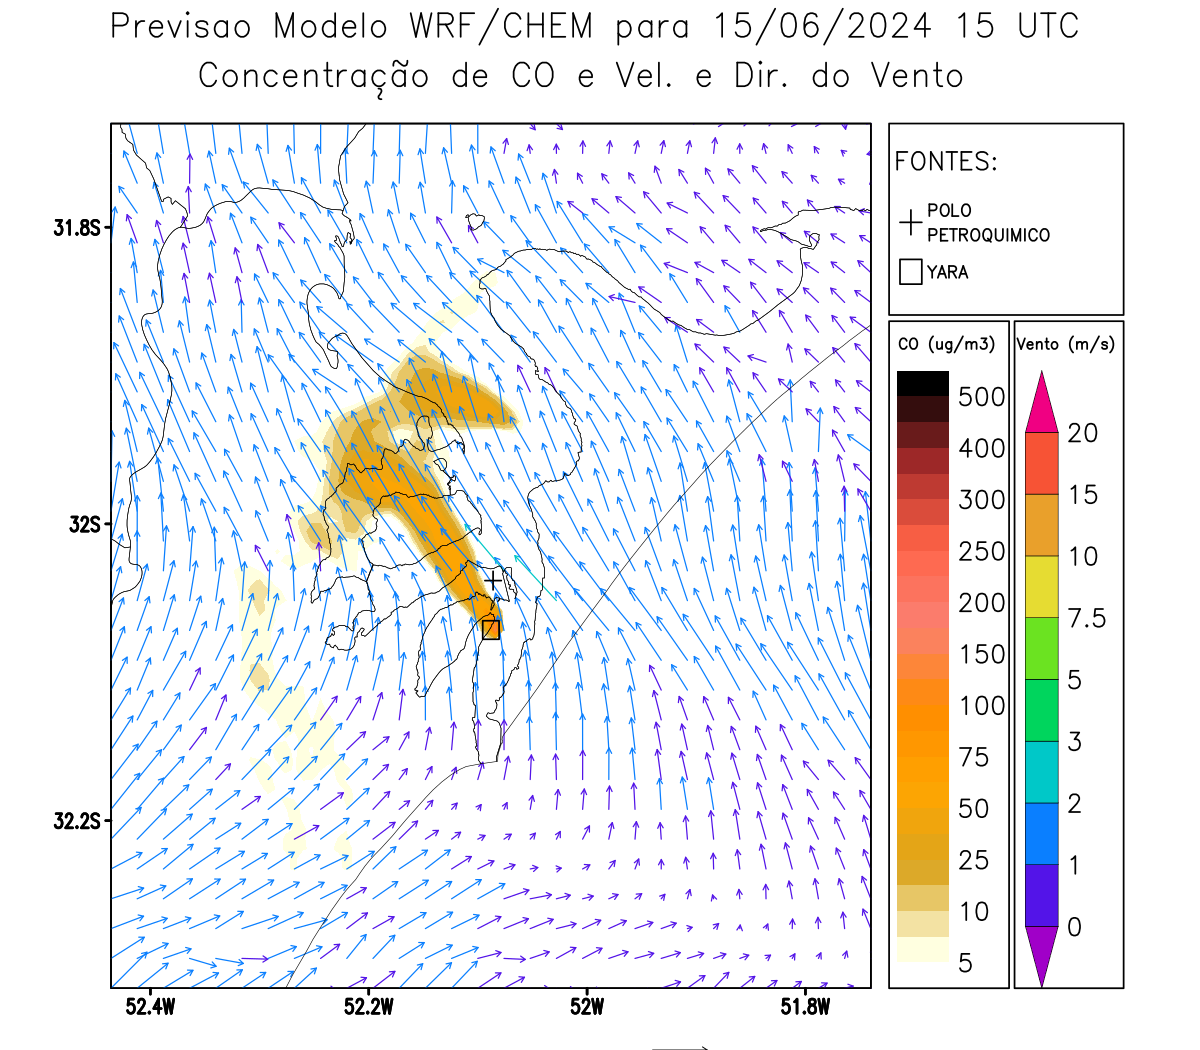 Previsao Modelo WRF/CHEM para 15/06/2024 15 UTC
Concentração de CO e Vel. e Dir. do Vento
FONTES:
POLO
PETROQUIMICO
YARA
CO (ug/m3)
500
400
300
250
200
150
100
75
50
25
10
5
Vento (m/s)
20
15
10
7.5
5
3
2
1
0
31.8S
32S
32.2S
52.4W
52.2W
52W
51.8W